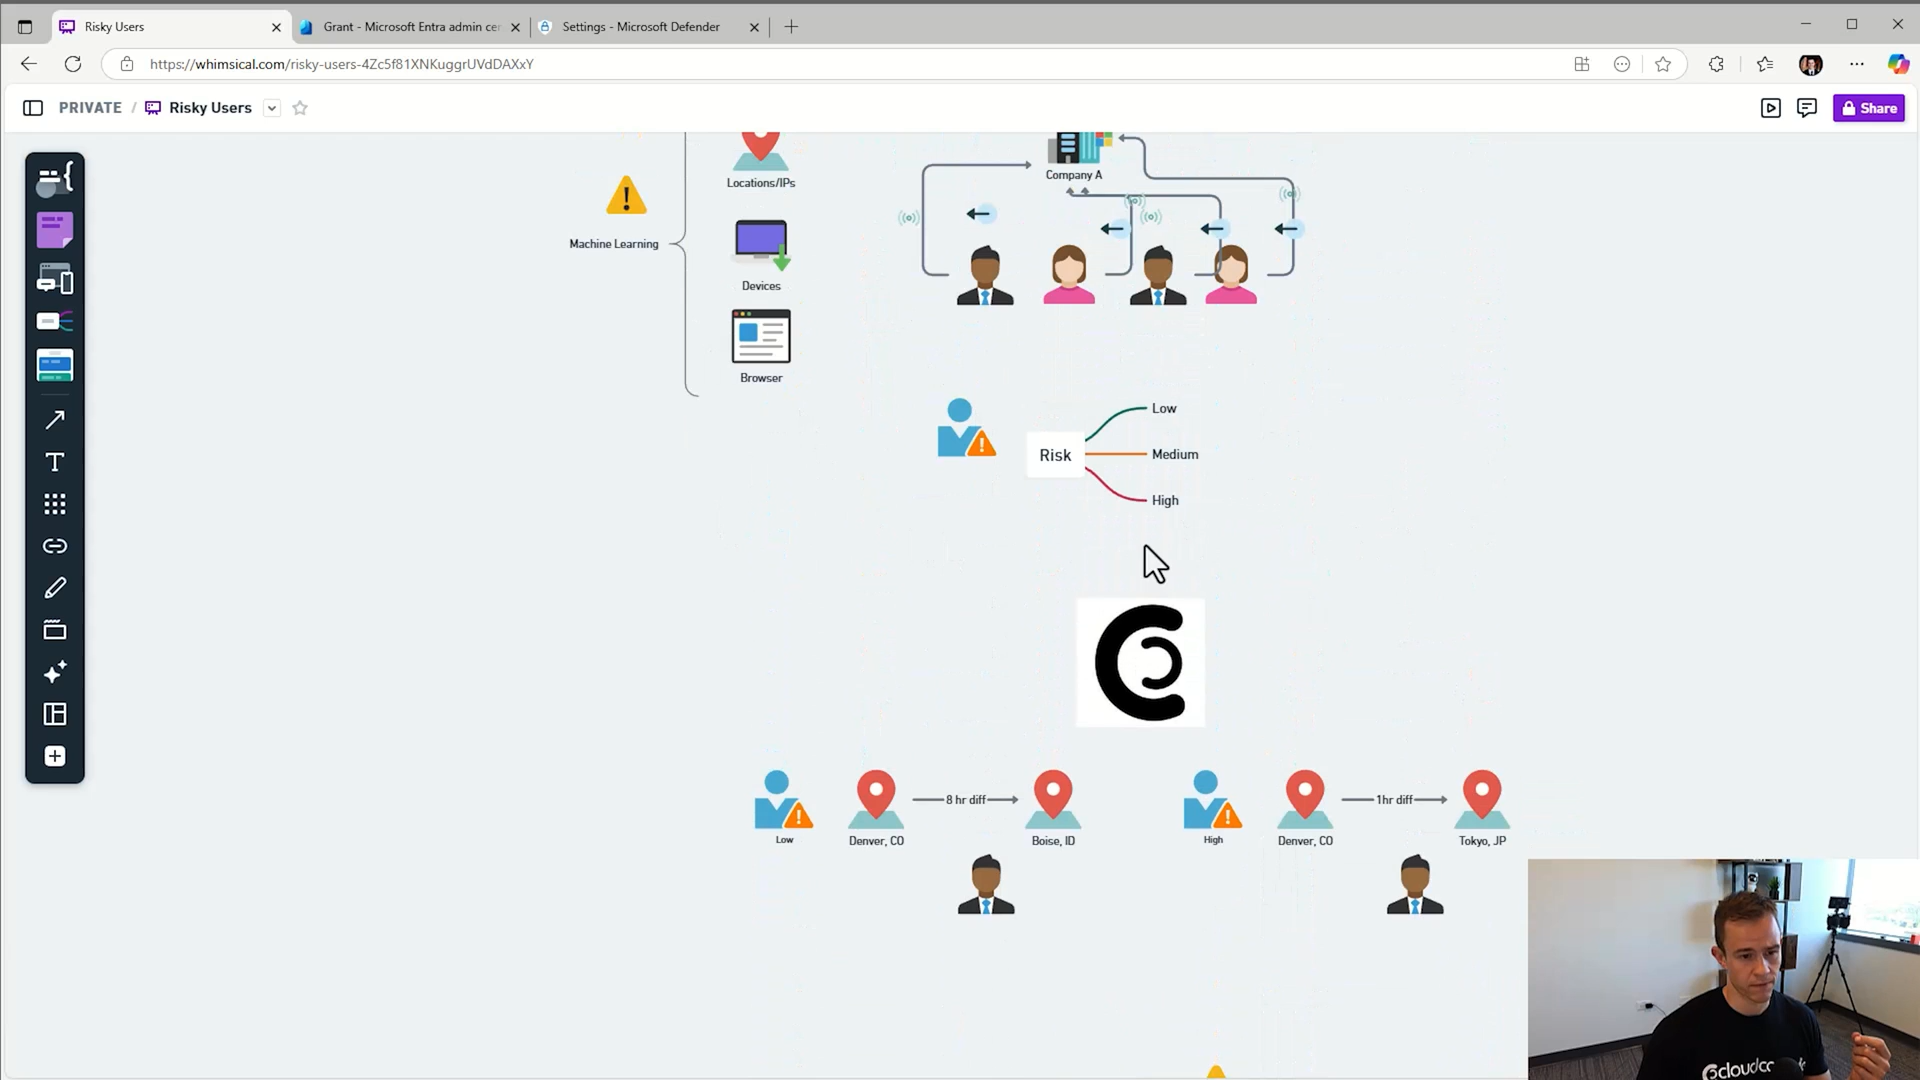 Risky Users
Grant - Microsoft Entra admin cen
Settings - Microsoft Defender
https://whimsical.com/risky-users-4Zc5f81XNKuggrUVdDAXxY
PRIVATE / Risky Users
Share
Company A
Locations/IPs
Machine Learning
Devices
Browser
Risk
Low
Medium
High
8 hr diff
1hr diff
Low
Denver, CO
Boise, ID
High
Denver, CO
Tokyo, JP